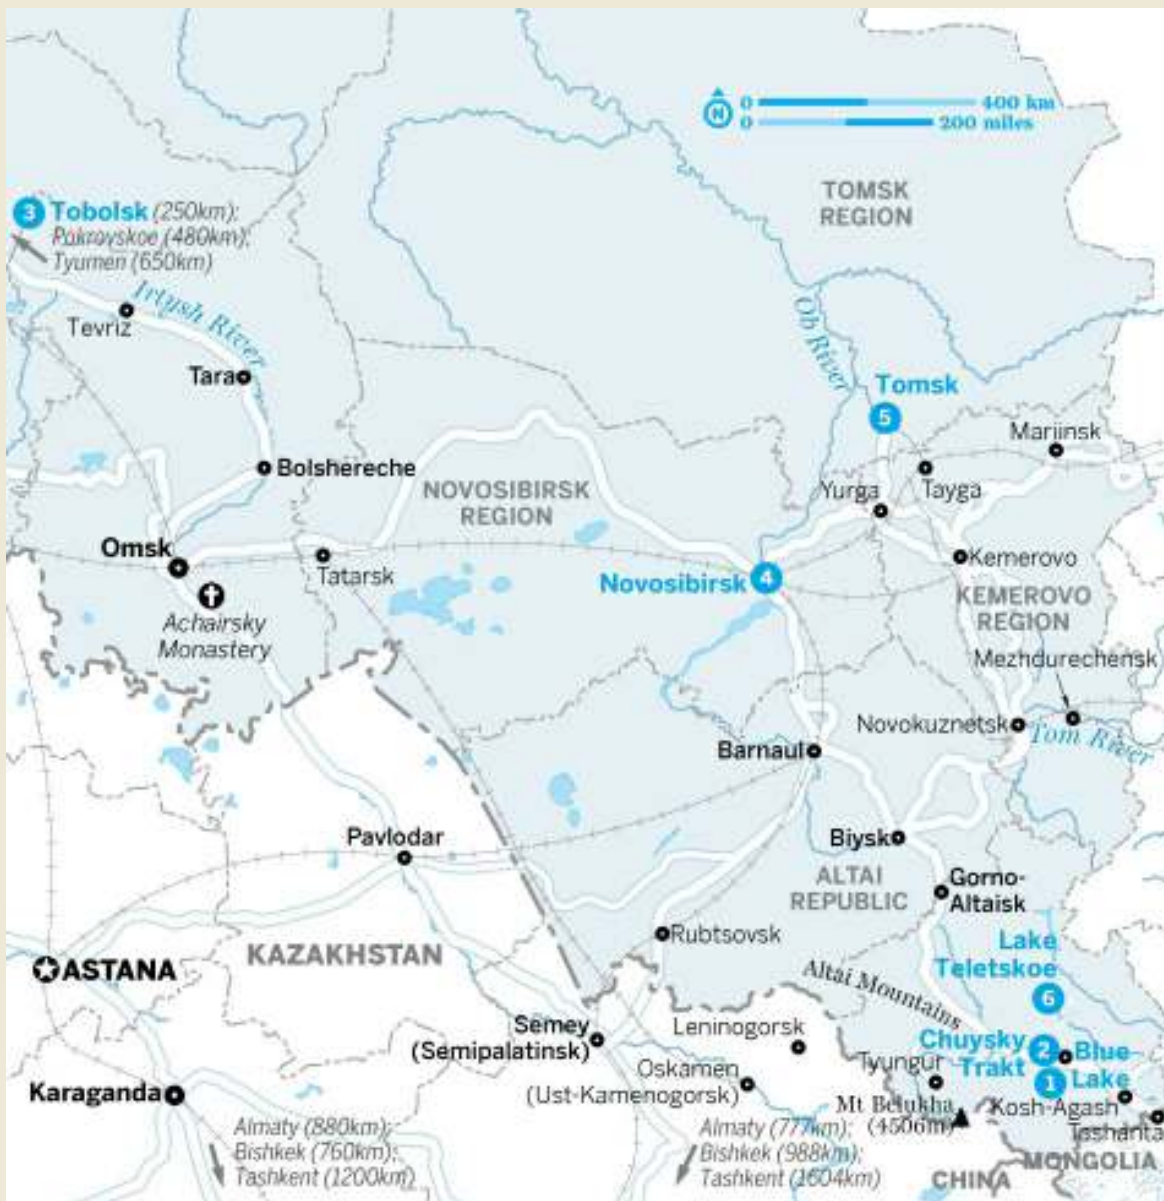 0 400 km
N
0 200 miles
TOMSK
REGION
3 Tobolsk (250km);
Pokrovskoe (480km);
Tyumen (650km)
Irtysh River
Tevriz
Tara
Ob River
Tomsk
5
Mariinsk
Bolshereche
NOVOSIBIRSK
REGION
Yurga
Tayga
Omsk
Tatarsk
Kemerovo
Novosibirsk 4
KEMEROVO
REGION
Achairsky
Monastery
Mezhdurechensk
Novokuznetsk
Tom River
Barnaul
Pavlodar
Biysk
ALTAI
REPUBLIC
Gorno-
Altaisk
Rubtsovsk
KAZAKHSTAN
ASTANA
Lake
Teletskoe
6
Altai Mountains
Semey
(Semipalatinsk)
Leninogorsk
Chuysky
Trakt
2
Blue
Lake
1
Tyungur
Oskamen
(Ust-Kamenogorsk)
Karaganda
Mt Belukha
(4506m)
Kosh-Agash
Tashanta
Almaty (880km);
Bishkek (760km);
Tashkent (1200km)
Almaty (777km);
Bishkek (988km);
Tashkent (1604km)
MONGOLIA
CHINA